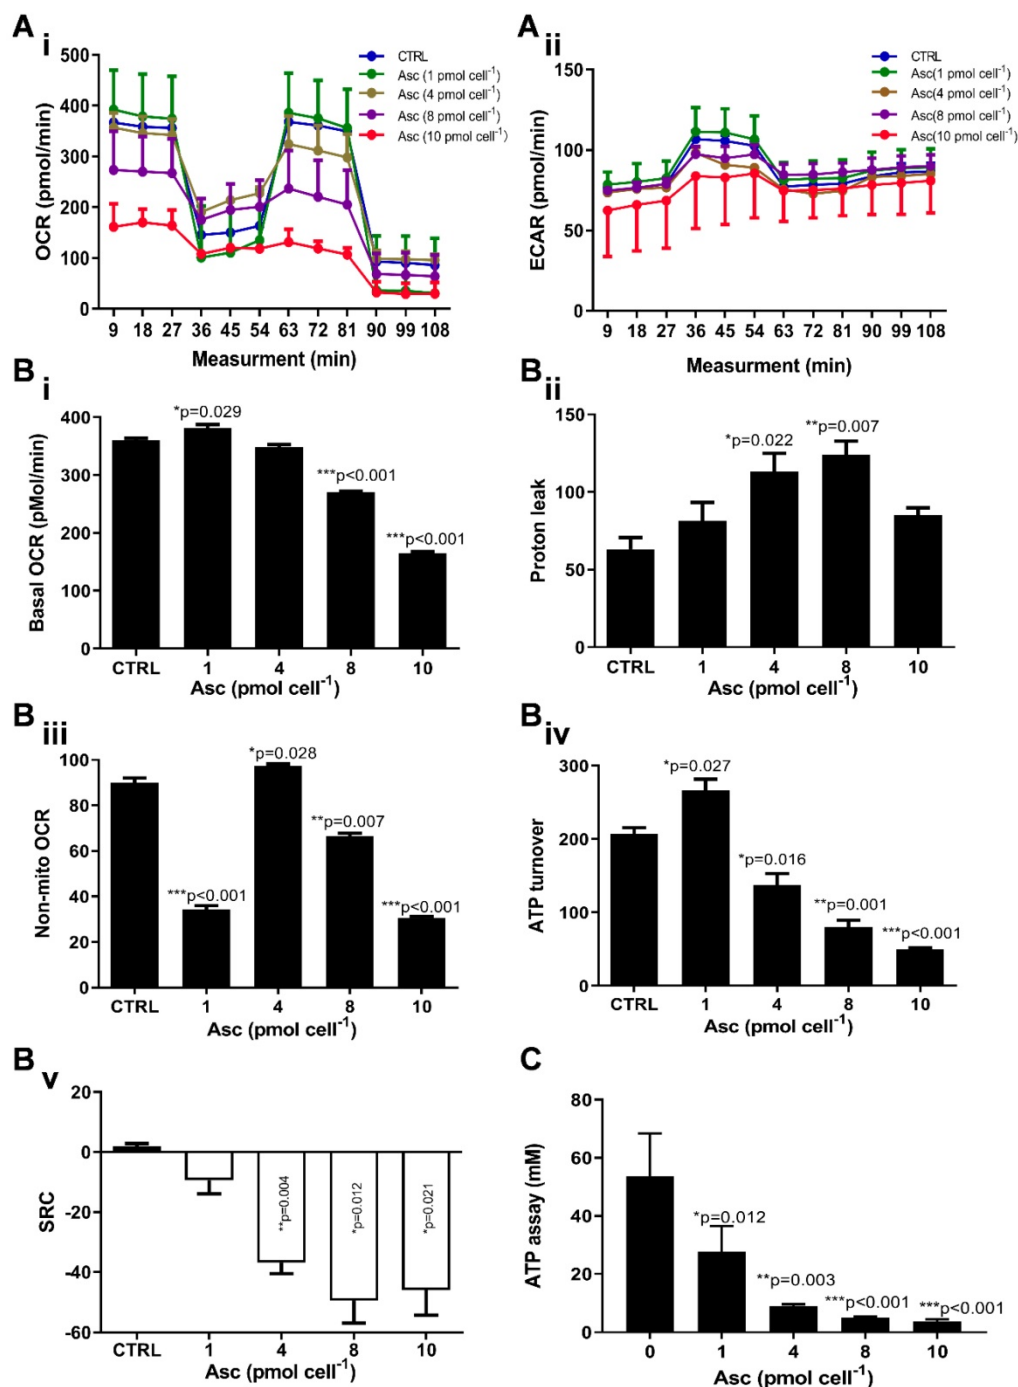 A i
CTRL
Asc (1 pmol cell⁻¹)
Asc (4 pmol cell⁻¹)
Asc (8 pmol cell⁻¹)
Asc (10 pmol cell⁻¹)
OCR (pmol/min)
500
400
300
200
100
0
9 18 27 36 45 54 63 72 81 90 99 108
Measurment (min)
A ii
CTRL
Asc(1 pmol cell⁻¹)
Asc(4 pmol cell⁻¹)
Asc(8 pmol cell⁻¹)
Asc(10 pmol cell⁻¹)
ECAR (pmol/min)
150
100
50
0
9 18 27 36 45 54 63 72 81 90 99 108
Measurment (min)
B i
Basal OCR (pMol/min)
400
300
200
100
0
*p=0.029
***p<0.001
***p<0.001
CTRL 1 4 8 10
Asc (pmol cell⁻¹)
B ii
Proton leak
150
100
50
0
*p=0.022
**p=0.007
CTRL 1 4 8 10
Asc (pmol cell⁻¹)
B iii
Non-mito OCR
100
80
60
40
20
0
***p<0.001
*p=0.028
**p=0.007
***p<0.001
CTRL 1 4 8 10
Asc (pmol cell⁻¹)
B iv
ATP turnover
300
200
100
0
*p=0.027
*p=0.016
**p=0.001
***p<0.001
CTRL 1 4 8 10
Asc (pmol cell⁻¹)
B v
SRC
20
0
-20
-40
-60
**p=0.004
*p=0.012
*p=0.021
CTRL 1 4 8 10
Asc (pmol cell⁻¹)
C
ATP assay (mM)
80
60
40
20
0
*p=0.012
**p=0.003
***p<0.001
***p<0.001
0 1 4 8 10
Asc (pmol cell⁻¹)